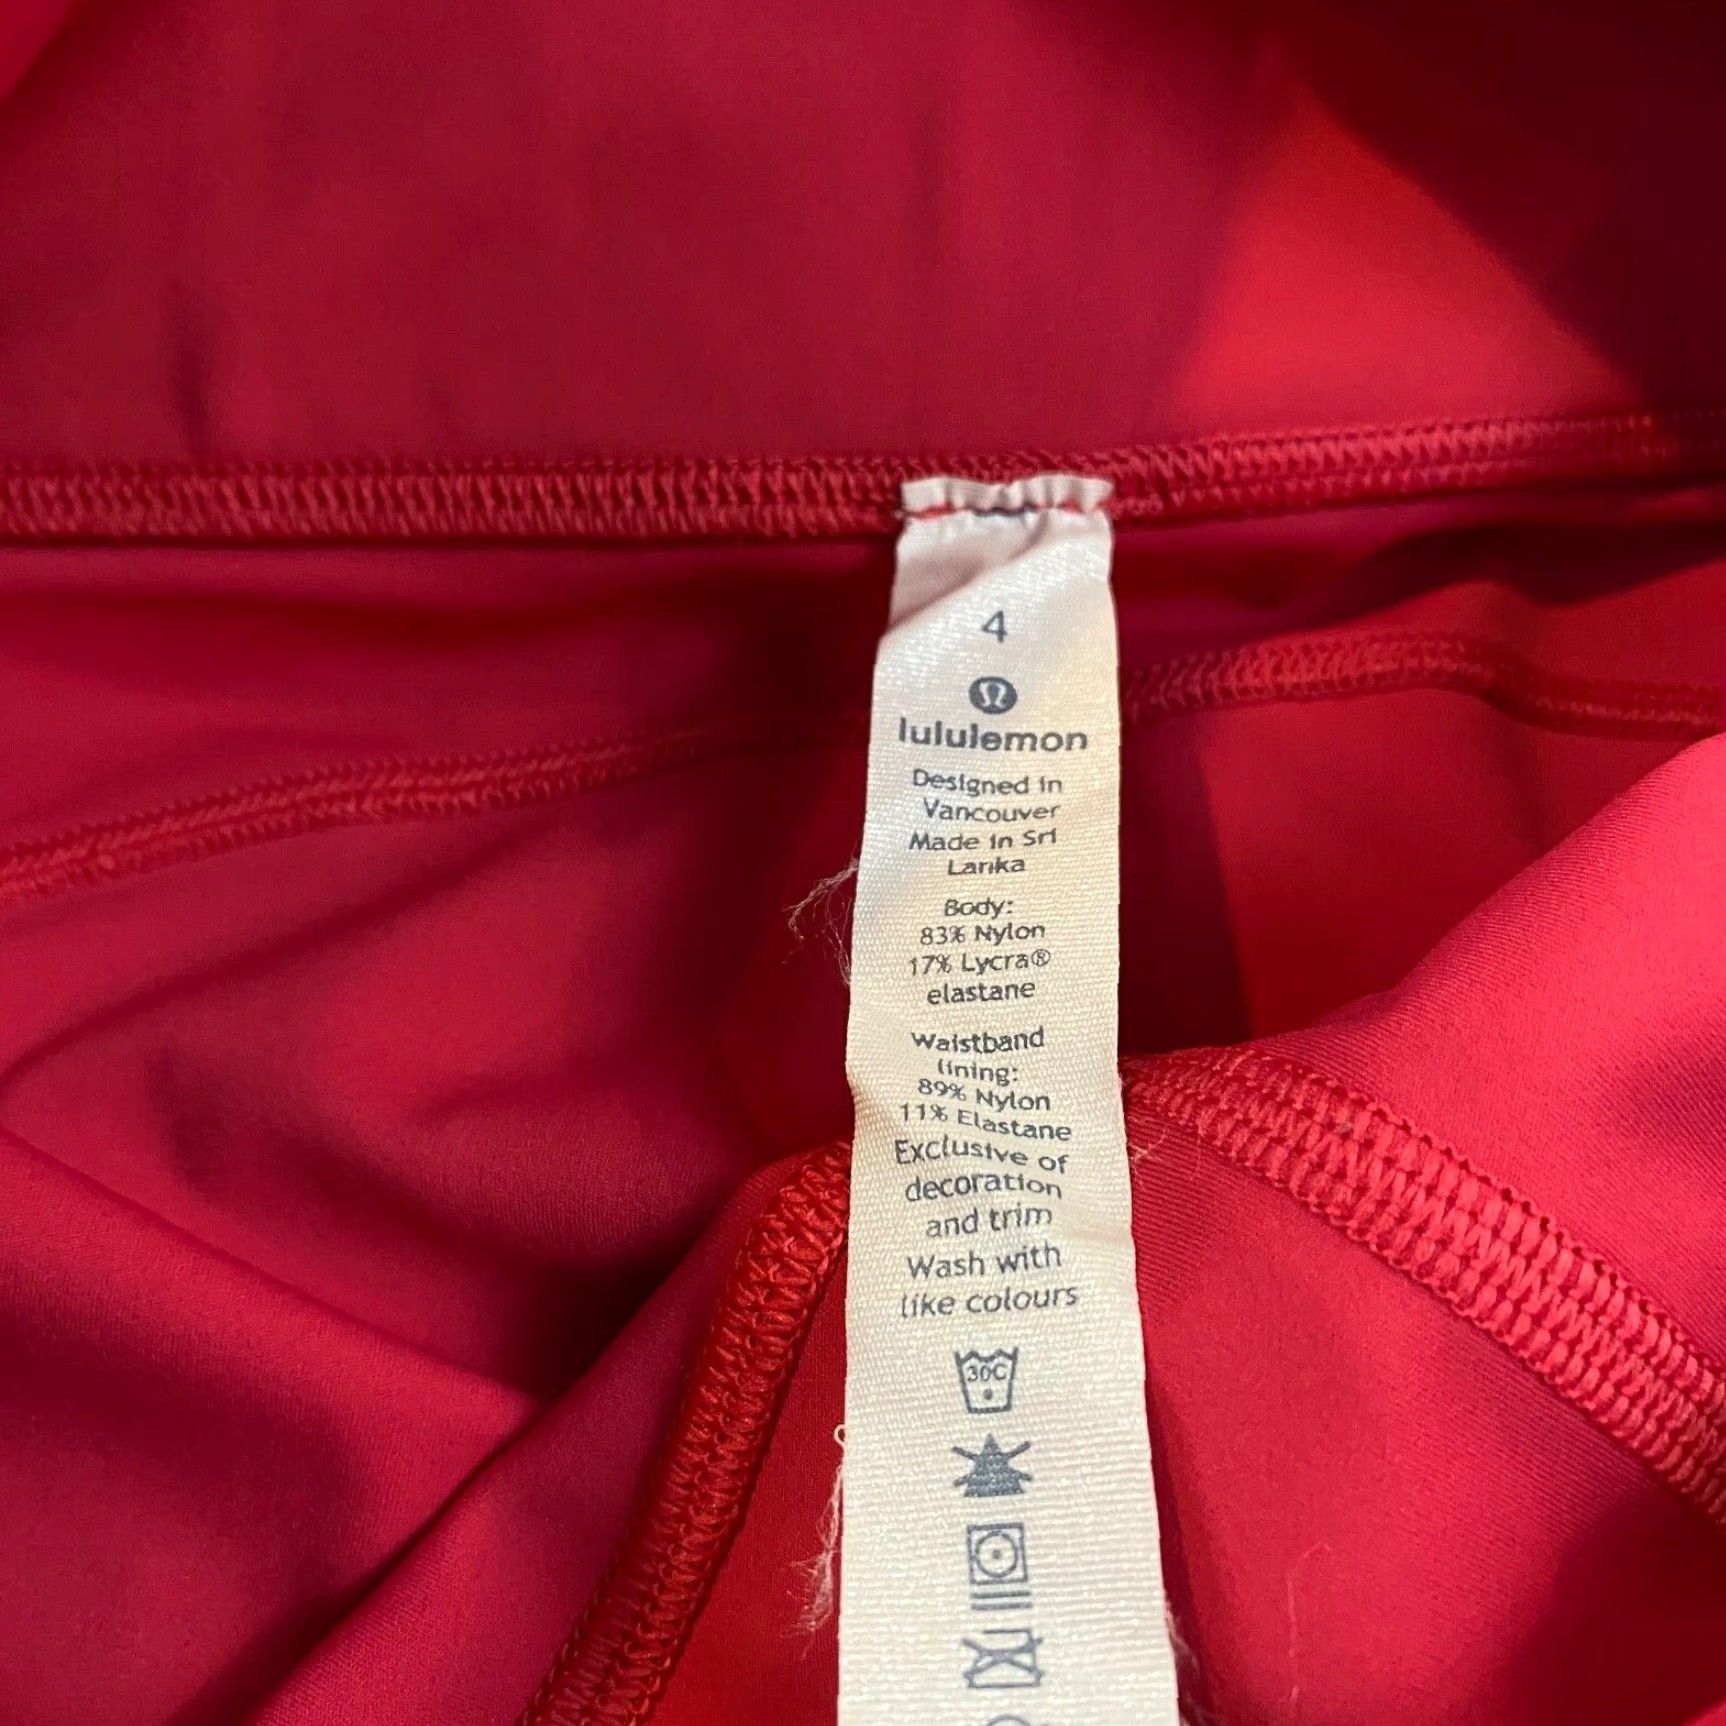 4
lululemon
Designed in
Vancouver
Made in Sri
Lanka
Body:
83% Nylon
17% Lycra®
elastane
Waistband
lining:
89% Nylon
11% Elastane
Exclusive of
decoration
and trim
Wash with
like colours
30C